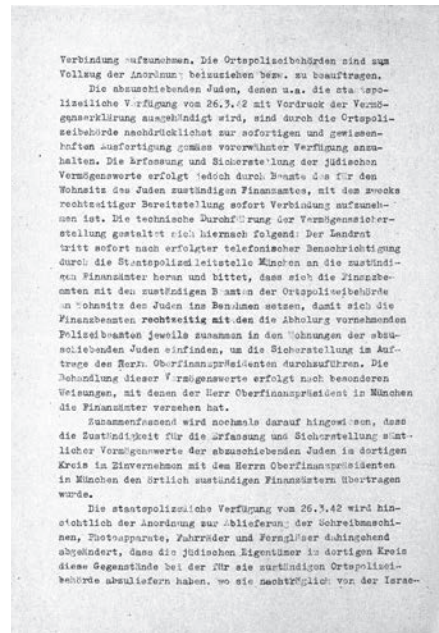 Verbindung aufzunehmen. Die Ortspolizeibehörden sind zum
Vollzug der Anordnung beizuziehen bezw. zu beauftragen.
Die abzuschiebenden Juden, denen u.a. die staatspo-
lizeiliche Verfügung vom 26.3.42 mit Vordruck der Vermö-
genserklärung ausgehändigt wird, sind durch die Ortspoli-
zeibehörde nachdrücklichst zur sofortigen und gewissen-
haften Ausfertigung gemäss vorerwähnter Verfügung anzu-
halten. Die Erfassung und Sicherstellung der jüdischen
Vermögenswerte erfolgt jedoch durch Beamte des für den
Wohnsitz des Juden zuständigen Finanzamtes, mit dem zwecks
rechtzeitiger Bereitstellung sofort Verbindung aufzuneh-
men ist. Die technische Durchführung der Vermögenssicher-
stellung gestaltet sich hiernach folgend: Der Landrat
tritt sofort nach erfolgter telefonischer Benachrichtigung
durch die Staatspolizeileitstelle München an die zuständi-
gen Finanzämter heran und bittet, dass sich die Finanzbe-
amten mit den zuständigen Beamten der Ortspolizeibehörde
am Wohnsitz des Juden ins Benehmen setzen, damit sich die
Finanzbeamten rechtzeitig mit den die Abholung vornehmenden
Polizeibeamten jeweils zusammen in den Wohnungen der abzu-
schiebenden Juden einfinden, um die Sicherstellung im Auf-
trage des Herrn Oberfinanzpräsidenten durchzuführen. Die
Behandlung dieser Vermögenswerte erfolgt nach besonderen
Weisungen, mit denen der Herr Oberfinanzpräsident in München
die Finanzämter versehen hat.
Zusammenfassend wird nochmals darauf hingewiesen, dass
die Zuständigkeit für die Erfassung und Sicherstellung sämt-
licher Vermögenswerte der abzuschiebenden Juden im dortigen
Kreis im Einvernehmen mit dem Herrn Oberfinanzpräsidenten
in München den örtlich zuständigen Finanzämtern übertragen
wurde.
Die staatspolizeiliche Verfügung vom 26.3.42 wird hin-
sichtlich der Anordnung zur Ablieferung der Schreibmaschi-
nen, Photoapparate, Fahrräder und Ferngläser dahingehend
abgeändert, dass die jüdischen Eigentümer im dortigen Kreis
diese Gegenstände bei der für sie zuständigen Ortspolizei-
behörde abzuliefern haben, wo sie nachträglich von der Israe-